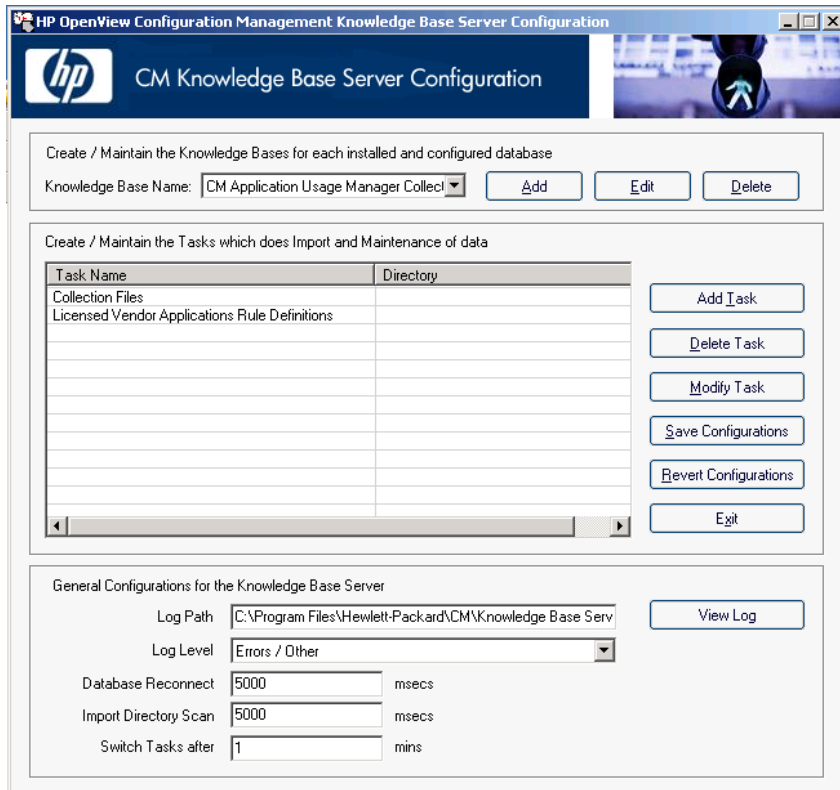 HP OpenView Configuration Management Knowledge Base Server Configuration
hp
CM Knowledge Base Server Configuration
Create / Maintain the Knowledge Bases for each installed and configured database
Knowledge Base Name: CM Application Usage Manager Collec Add Edit Delete
Create / Maintain the Tasks which does Import and Maintenance of data
Task Name Directory
Collection Files
Licensed Vendor Applications Rule Definitions
Add Task
Delete Task
Modify Task
Save Configurations
Revert Configurations
Exit
General Configurations for the Knowledge Base Server
Log Path C:\Program Files\Hewlett-Packard\CM\Knowledge Base Serv View Log
Log Level Errors / Other
Database Reconnect 5000 msecs
Import Directory Scan 5000 msecs
Switch Tasks after 1 mins